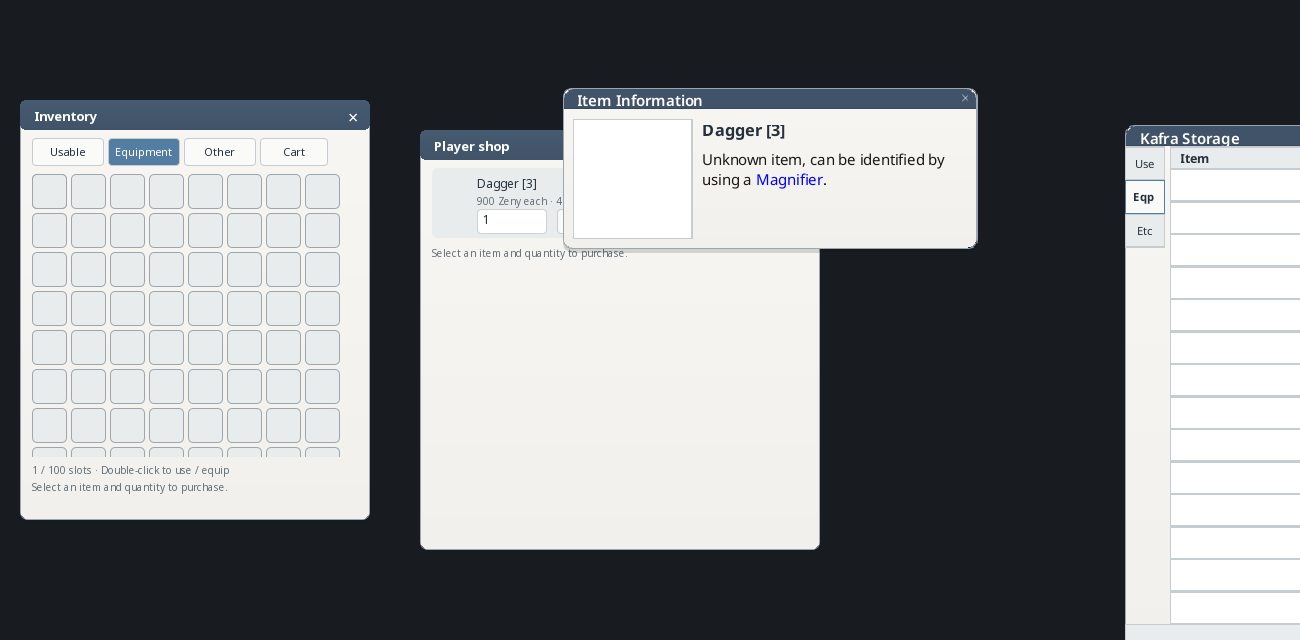 Inventory
×
Usable
Equipment
Other
Cart
1 / 100 slots · Double-click to use / equip
Select an item and quantity to purchase.
Player shop
Dagger [3]
900 Zeny each · 4
1
Select an item and quantity to purchase.
Item Information
×
Dagger [3]
Unknown item, can be identified by
using a Magnifier.
Kafra Storage
Use
Item
Eqp
Etc